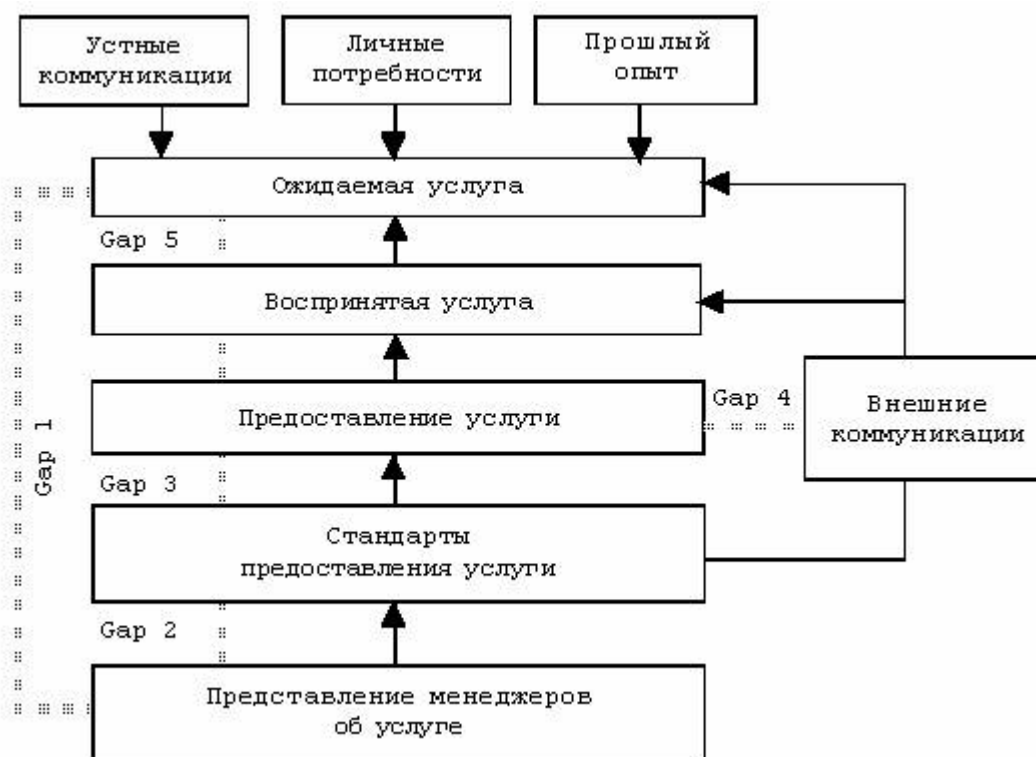 Устные
коммуникации
Личные
потребности
Прошлый
опыт
Ожидаемая услуга
Gap 5
Воспринятая услуга
Предоставление услуги
Gap 4
Внешние
коммуникации
Gap 1
Gap 3
Стандарты
предоставления услуги
Gap 2
Представление менеджеров
об услуге